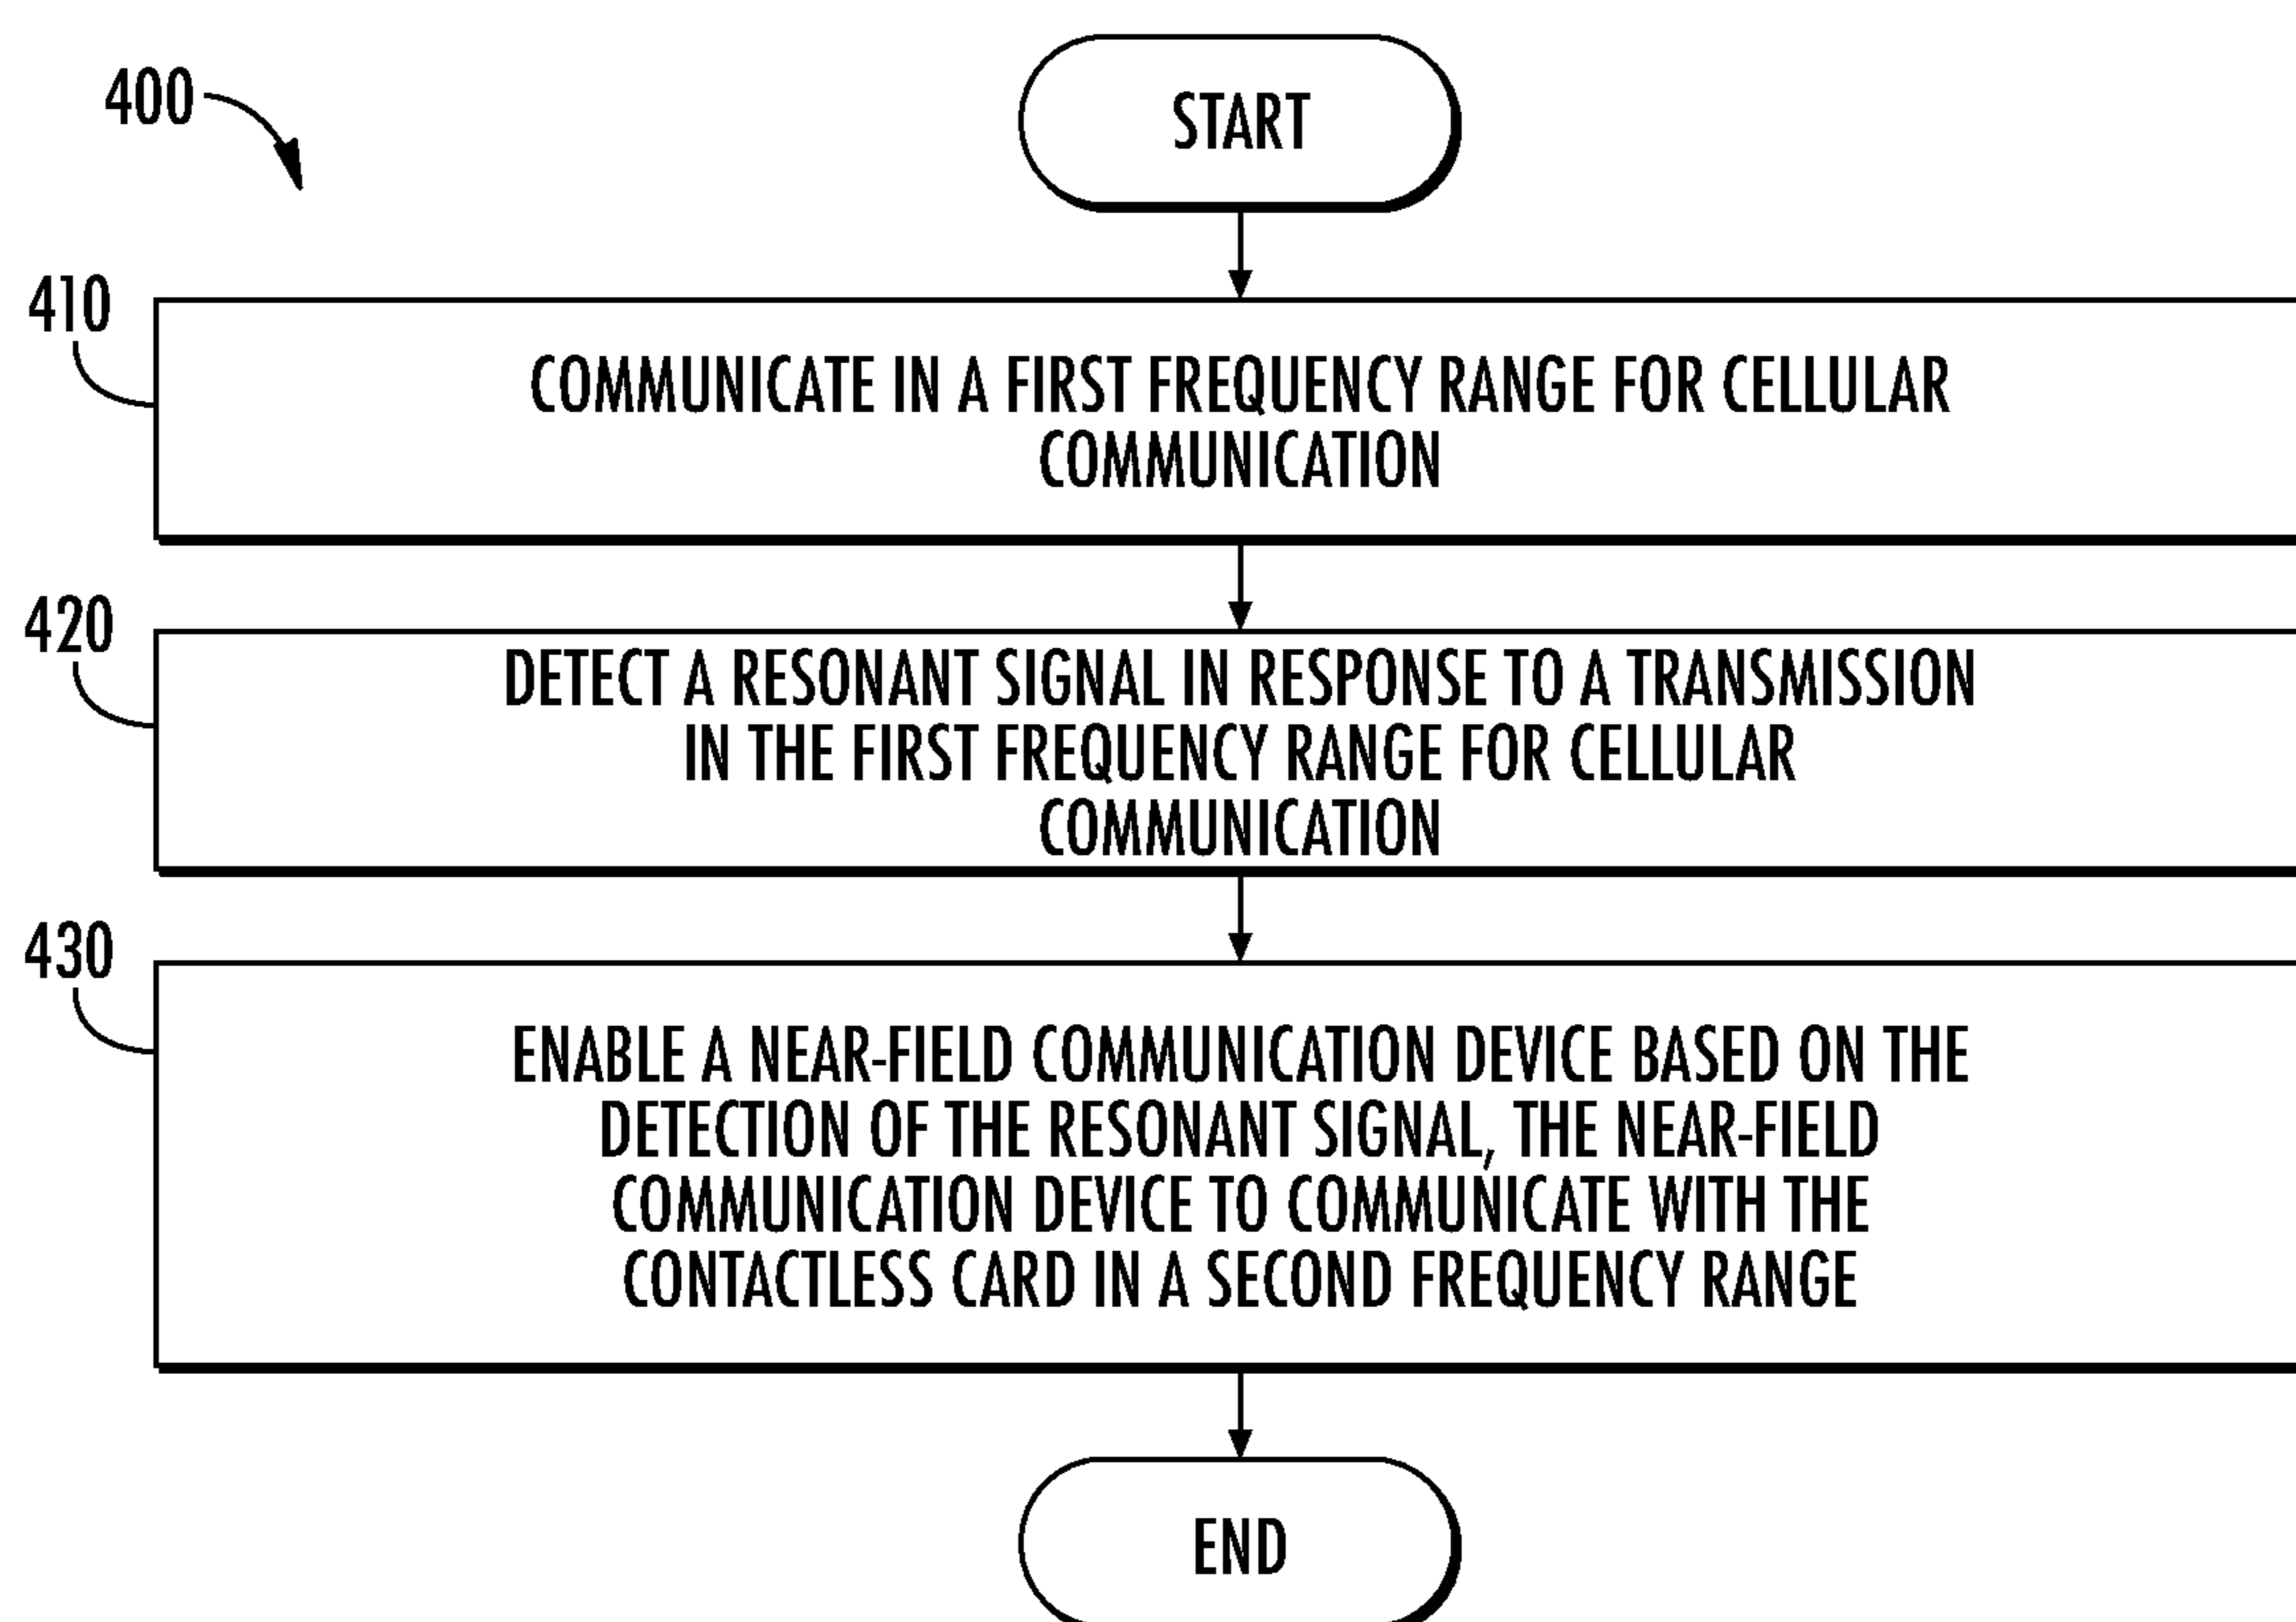 400
START
410
COMMUNICATE IN A FIRST FREQUENCY RANGE FOR CELLULAR
COMMUNICATION
420
DETECT A RESONANT SIGNAL IN RESPONSE TO A TRANSMISSION
IN THE FIRST FREQUENCY RANGE FOR CELLULAR
COMMUNICATION
430
ENABLE A NEAR-FIELD COMMUNICATION DEVICE BASED ON THE
DETECTION OF THE RESONANT SIGNAL, THE NEAR-FIELD
COMMUNICATION DEVICE TO COMMUNICATE WITH THE
CONTACTLESS CARD IN A SECOND FREQUENCY RANGE
END